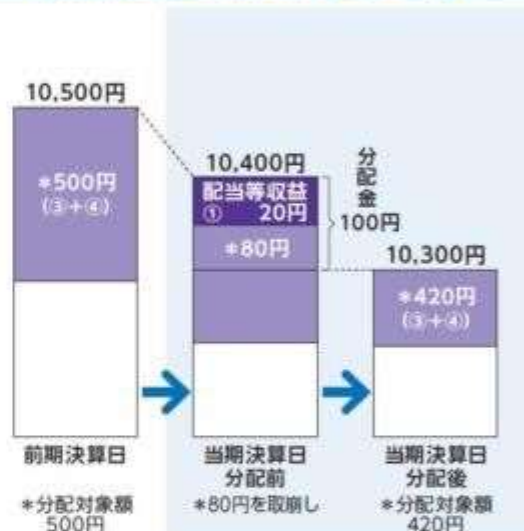 10,500円
*500円
(③+④)
10,400円
配当等収益
① 20円
*80円
分配金
100円
10,300円
*420円
(③+④)
前期決算日
*分配対象額
500円
当期決算日
分配前
*80円を取崩し
当期決算日
分配後
*分配対象額
420円